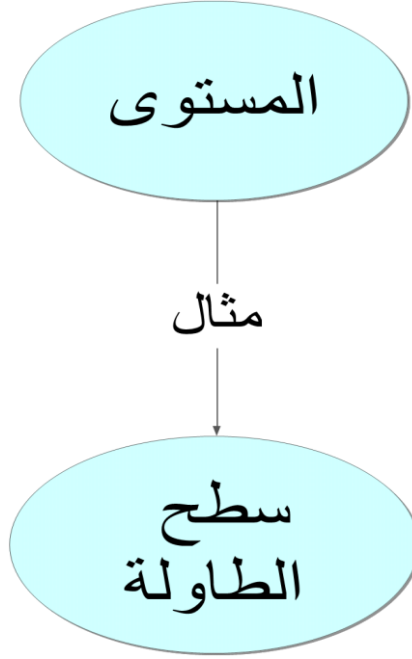 المستوى
مثال
سطح
الطاولة